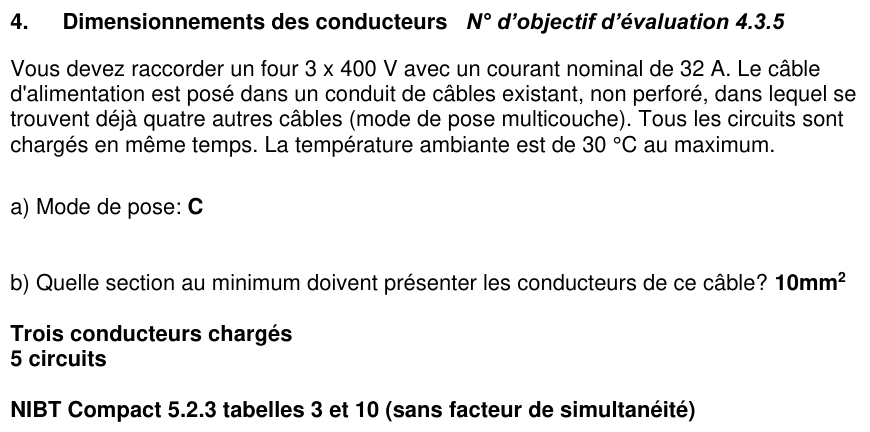 4. Dimensionnements des conducteurs N° d’objectif d’évaluation 4.3.5
Vous devez raccorder un four 3 x 400 V avec un courant nominal de 32 A. Le câble
d'alimentation est posé dans un conduit de câbles existant, non perforé, dans lequel se
trouvent déjà quatre autres câbles (mode de pose multicouche). Tous les circuits sont
chargés en même temps. La température ambiante est de 30 °C au maximum.
a) Mode de pose: C
b) Quelle section au minimum doivent présenter les conducteurs de ce câble? 10mm²
Trois conducteurs chargés
5 circuits
NIBT Compact 5.2.3 tabelles 3 et 10 (sans facteur de simultanéité)